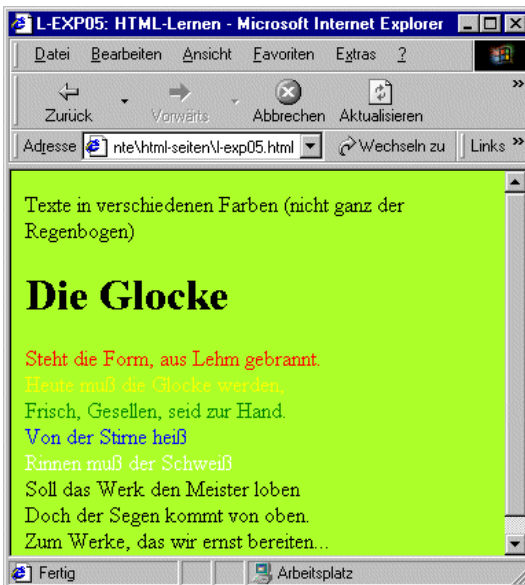 L-EXP05: HTML-Lernen - Microsoft Internet Explorer
Datei Bearbeiten Ansicht Favoriten Extras ?
Zurück Vorwärts Abbrechen Aktualisieren »
Adresse nte\html-seiten\l-exp05.html Wechseln zu Links »
Texte in verschiedenen Farben (nicht ganz der
Regenbogen)
Die Glocke
Steht die Form, aus Lehm gebrannt.
Heute muß die Glocke werden,
Frisch, Gesellen, seid zur Hand.
Von der Stirne heiß
Rinnen muß der Schweiß
Soll das Werk den Meister loben
Doch der Segen kommt von oben.
Zum Werke, das wir ernst bereiten...
Fertig Arbeitsplatz